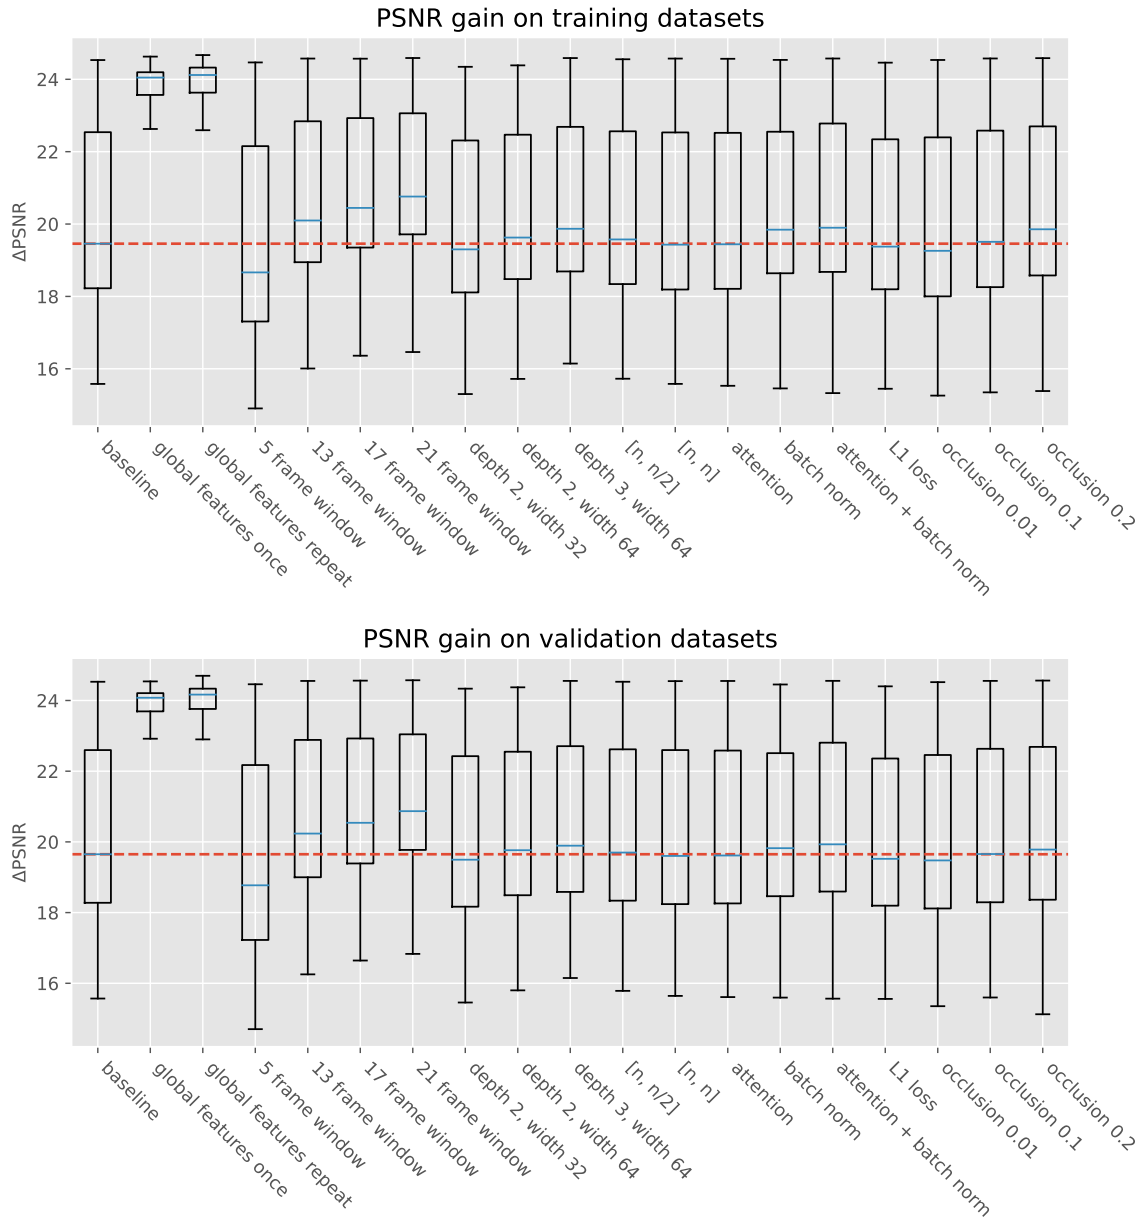 PSNR gain on training datasets
24
22
20
18
16
ΔPSNR
baseline
global features once
global features repeat
5 frame window
13 frame window
17 frame window
21 frame window
depth 2, width 32
depth 2, width 64
depth 3, width 64
[n, n/2]
[n, n]
attention
batch norm
attention + batch norm
L1 loss
occlusion 0.01
occlusion 0.1
occlusion 0.2
PSNR gain on validation datasets
24
22
20
18
16
ΔPSNR
baseline
global features once
global features repeat
5 frame window
13 frame window
17 frame window
21 frame window
depth 2, width 32
depth 2, width 64
depth 3, width 64
[n, n/2]
[n, n]
attention
batch norm
attention + batch norm
L1 loss
occlusion 0.01
occlusion 0.1
occlusion 0.2